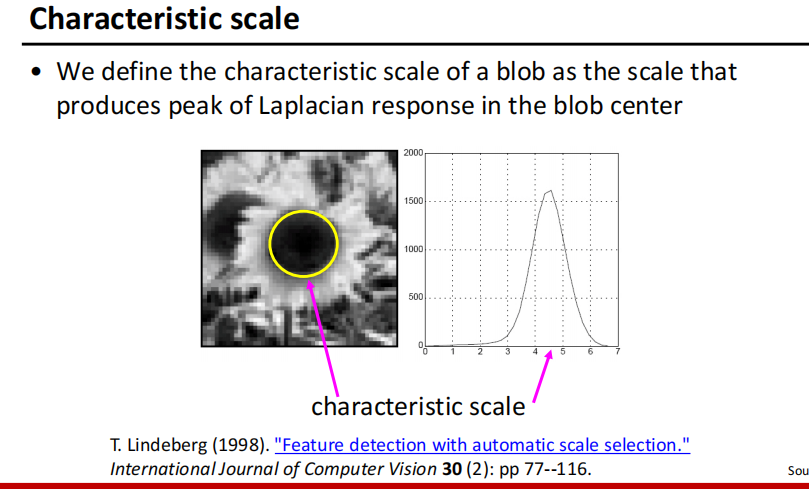 Characteristic scale
• We define the characteristic scale of a blob as the scale that
produces peak of Laplacian response in the blob center
2000
1500
1000
500
0
0 1 2 3 4 5 6 7
characteristic scale
T. Lindeberg (1998). "Feature detection with automatic scale selection."
International Journal of Computer Vision 30 (2): pp 77--116.
Sou